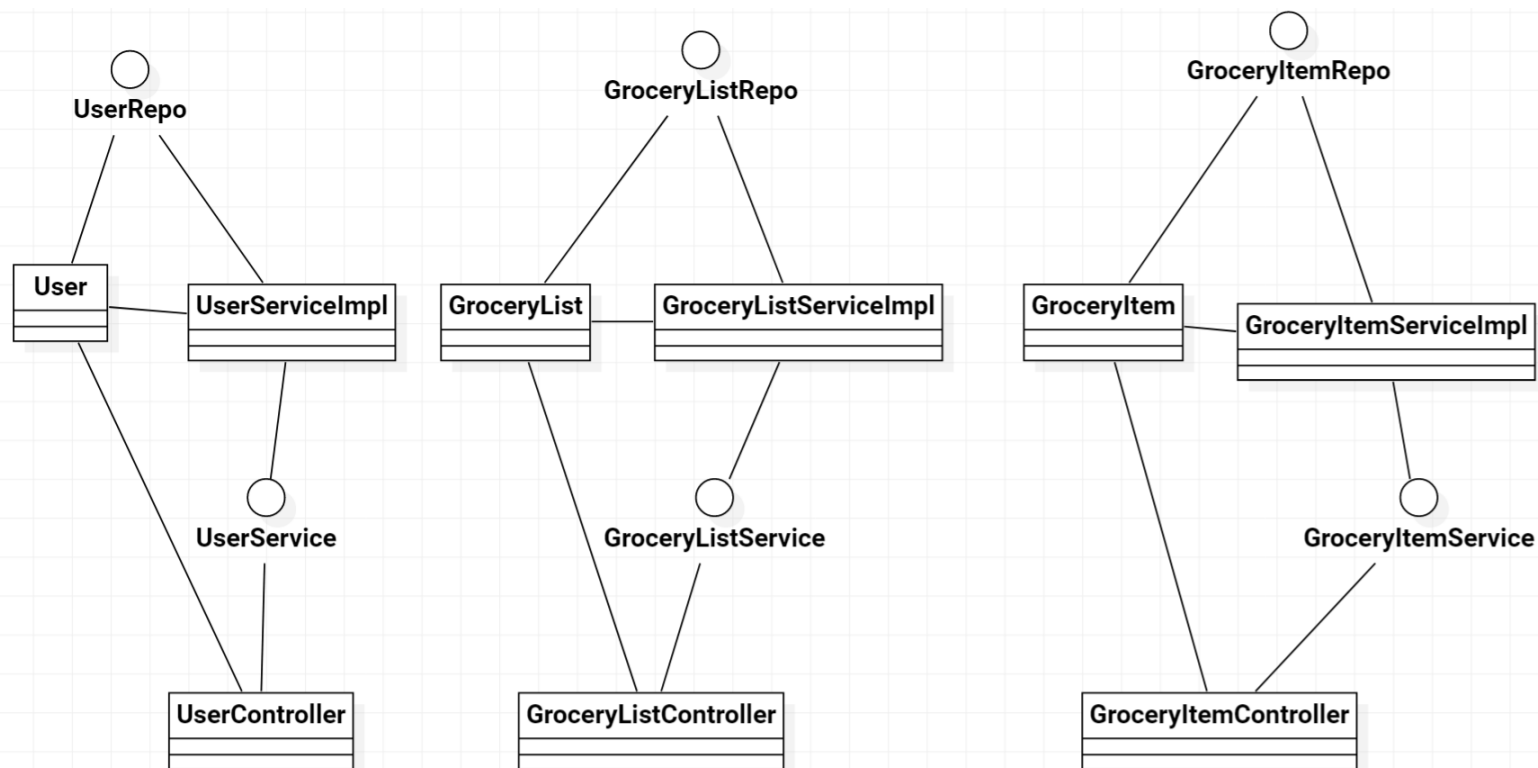 UserRepo
GroceryListRepo
GroceryItemRepo
User
UserServiceImpl
GroceryList
GroceryListServiceImpl
GroceryItem
GroceryItemServiceImpl
UserService
GroceryListService
GroceryItemService
UserController
GroceryListController
GroceryItemController